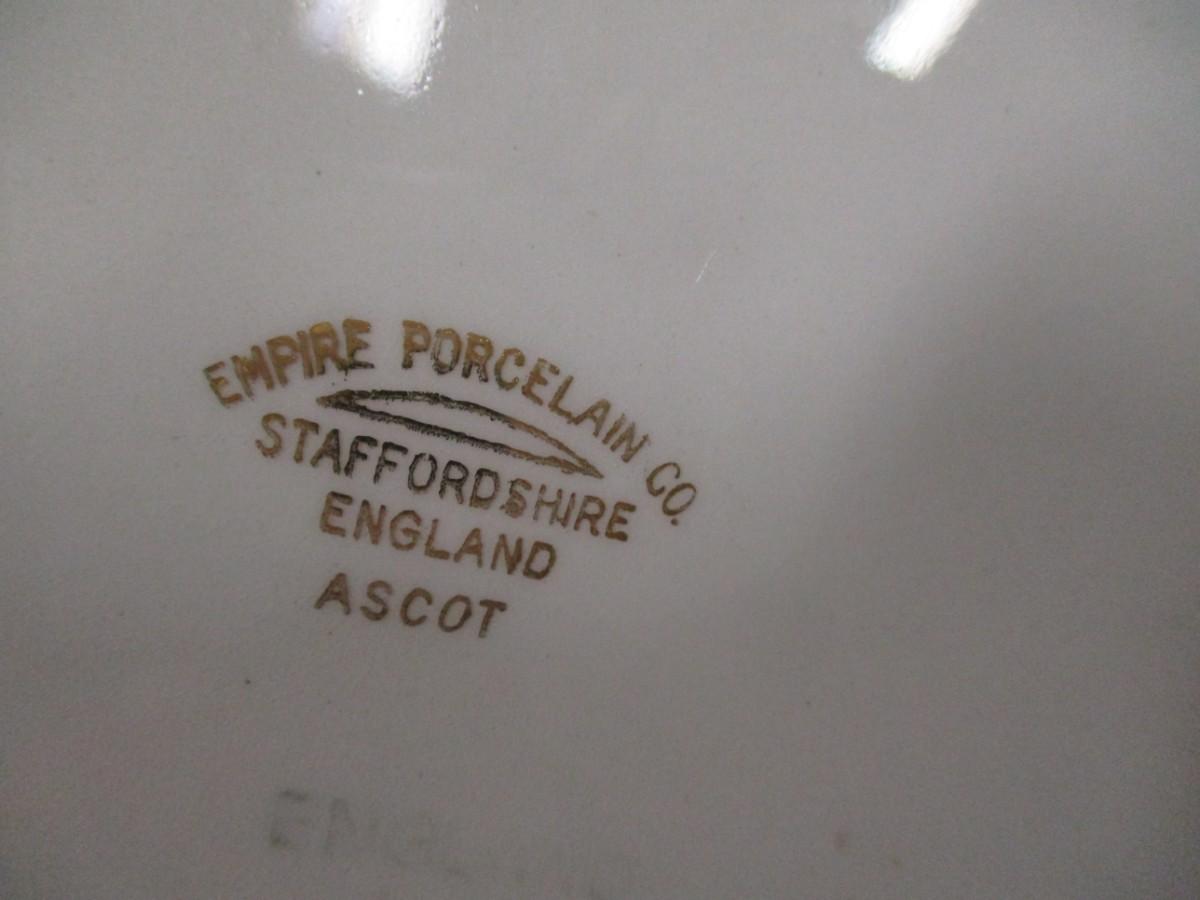 EMPIRE PORCELAIN CO.
STAFFORDSHIRE
ENGLAND
ASCOT